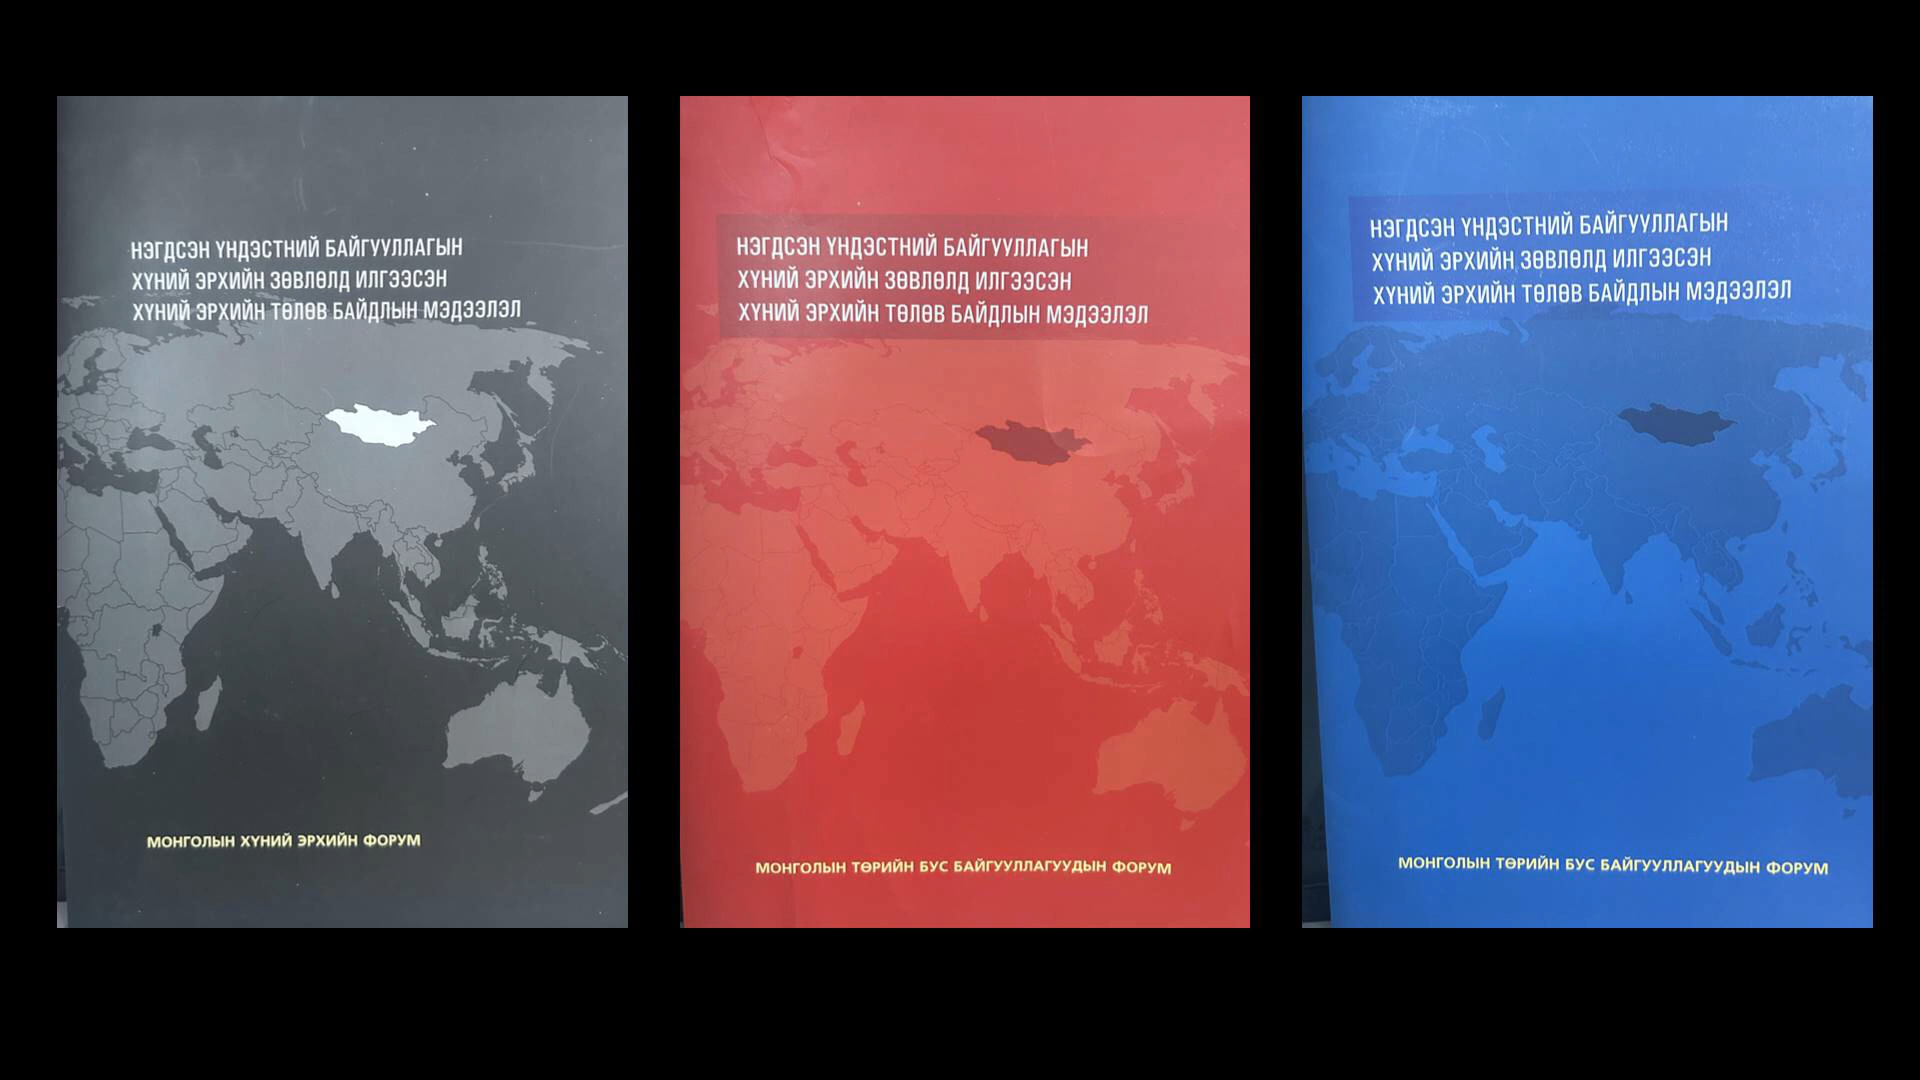 НЭГДСЭН ҮНДЭСТНИЙ БАЙГУУЛЛАГЫН
ХҮНИЙ ЭРХИЙН ЗӨВЛӨЛД ИЛГЭЭСЭН
ХҮНИЙ ЭРХИЙН ТӨЛӨВ БАЙДЛЫН МЭДЭЭЛЭЛ
МОНГОЛЫН ХҮНИЙ ЭРХИЙН ФОРУМ
НЭГДСЭН ҮНДЭСТНИЙ БАЙГУУЛЛАГЫН
ХҮНИЙ ЭРХИЙН ЗӨВЛӨЛД ИЛГЭЭСЭН
ХҮНИЙ ЭРХИЙН ТӨЛӨВ БАЙДЛЫН МЭДЭЭЛЭЛ
МОНГОЛЫН ТӨРИЙН БУС БАЙГУУЛЛАГУУДЫН ФОРУМ
НЭГДСЭН ҮНДЭСТНИЙ БАЙГУУЛЛАГЫН
ХҮНИЙ ЭРХИЙН ЗӨВЛӨЛД ИЛГЭЭСЭН
ХҮНИЙ ЭРХИЙН ТӨЛӨВ БАЙДЛЫН МЭДЭЭЛЭЛ
МОНГОЛЫН ТӨРИЙН БУС БАЙГУУЛЛАГУУДЫН ФОРУМ